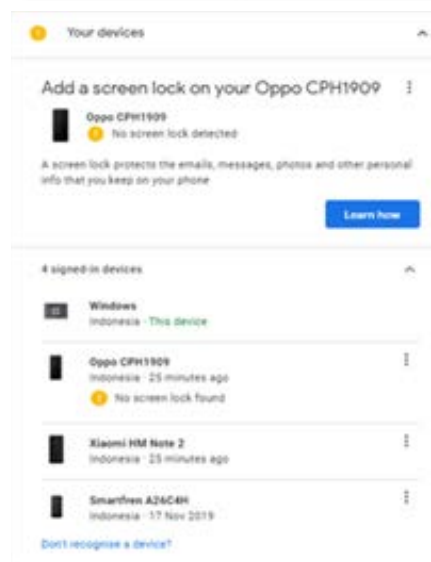 Your devices
Add a screen lock on your Oppo CPH1909
Oppo CPH1909
No screen lock detected
A screen lock protects the emails, messages, photos and other personal
info that you keep on your phone
Learn how
4 signed-in devices
Windows
Indonesia · This device
Oppo CPH1909
Indonesia · 25 minutes ago
No screen lock found
Xiaomi HM Note 2
Indonesia · 25 minutes ago
Smartfren A26C4H
Indonesia · 17 Nov 2019
Don't recognise a device?